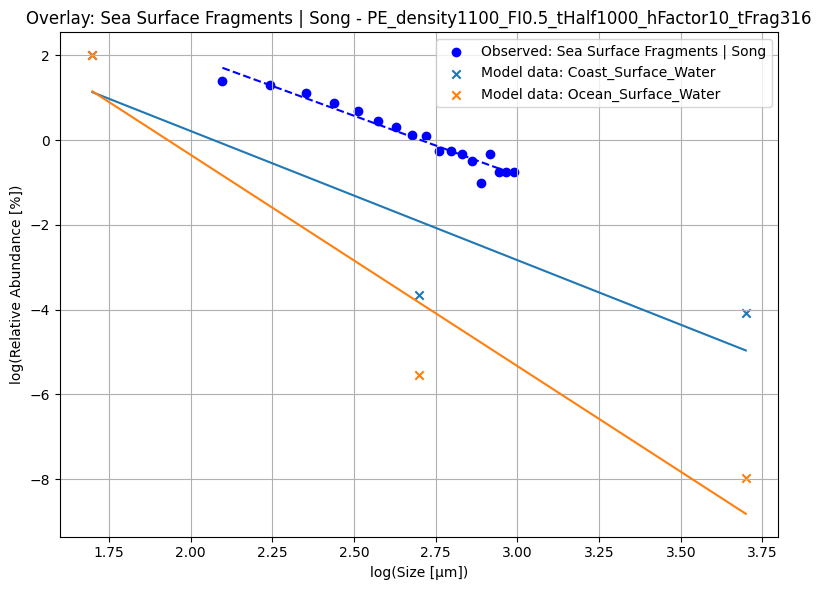 Overlay: Sea Surface Fragments | Song - PE_density1100_FI0.5_tHalf1000_hFactor10_tFrag316
Observed: Sea Surface Fragments | Song
Model data: Coast_Surface_Water
Model data: Ocean_Surface_Water
log(Relative Abundance [%])
2
0
−2
−4
−6
−8
1.75
2.00
2.25
2.50
2.75
3.00
3.25
3.50
3.75
log(Size [μm])